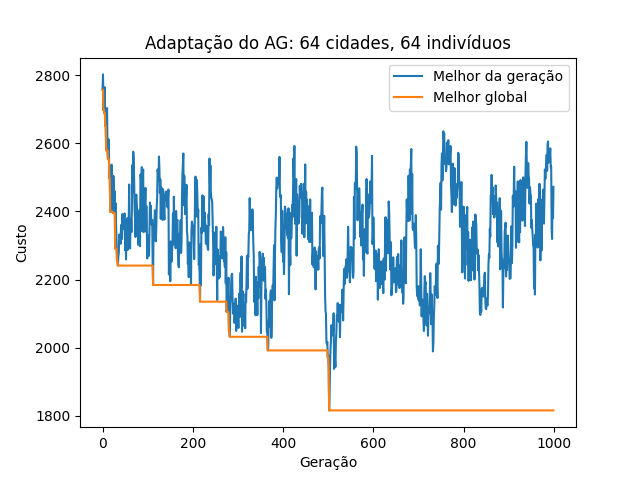 Adaptação do AG: 64 cidades, 64 indivíduos
Melhor da geração
Melhor global
Custo
2800
2600
2400
2200
2000
1800
0 200 400 600 800 1000
Geração